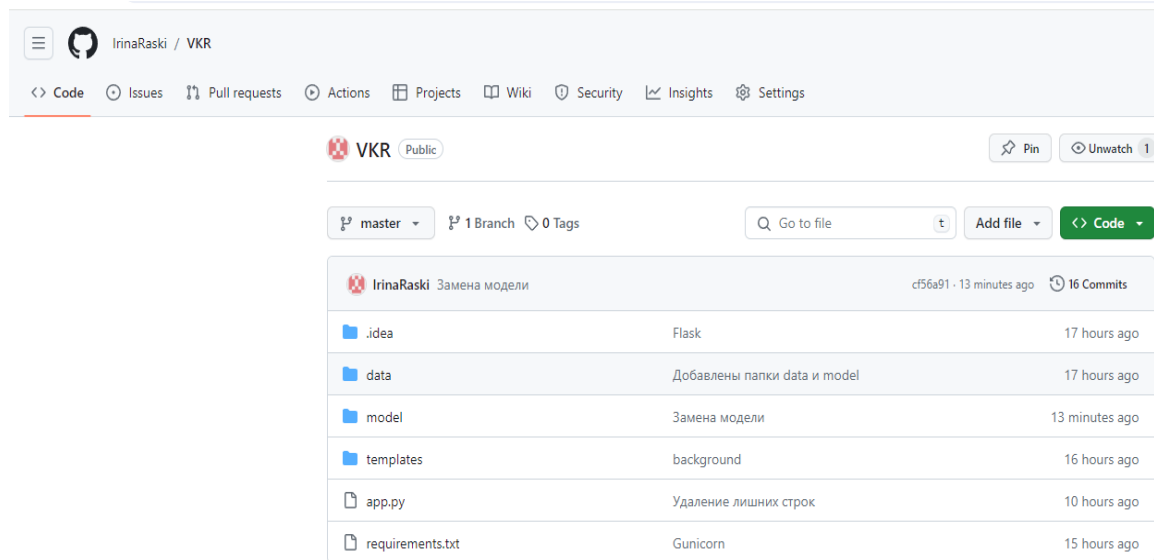 IrinaRaski / VKR
Code Issues Pull requests Actions Projects Wiki Security Insights Settings
VKR Public Pin Unwatch 1
master 1 Branch 0 Tags Go to file t Add file Code
IrinaRaski Замена модели cf56a91 · 13 minutes ago 16 Commits
.idea Flask 17 hours ago
data Добавлены папки data и model 17 hours ago
model Замена модели 13 minutes ago
templates background 16 hours ago
app.py Удаление лишних строк 10 hours ago
requirements.txt Gunicorn 15 hours ago